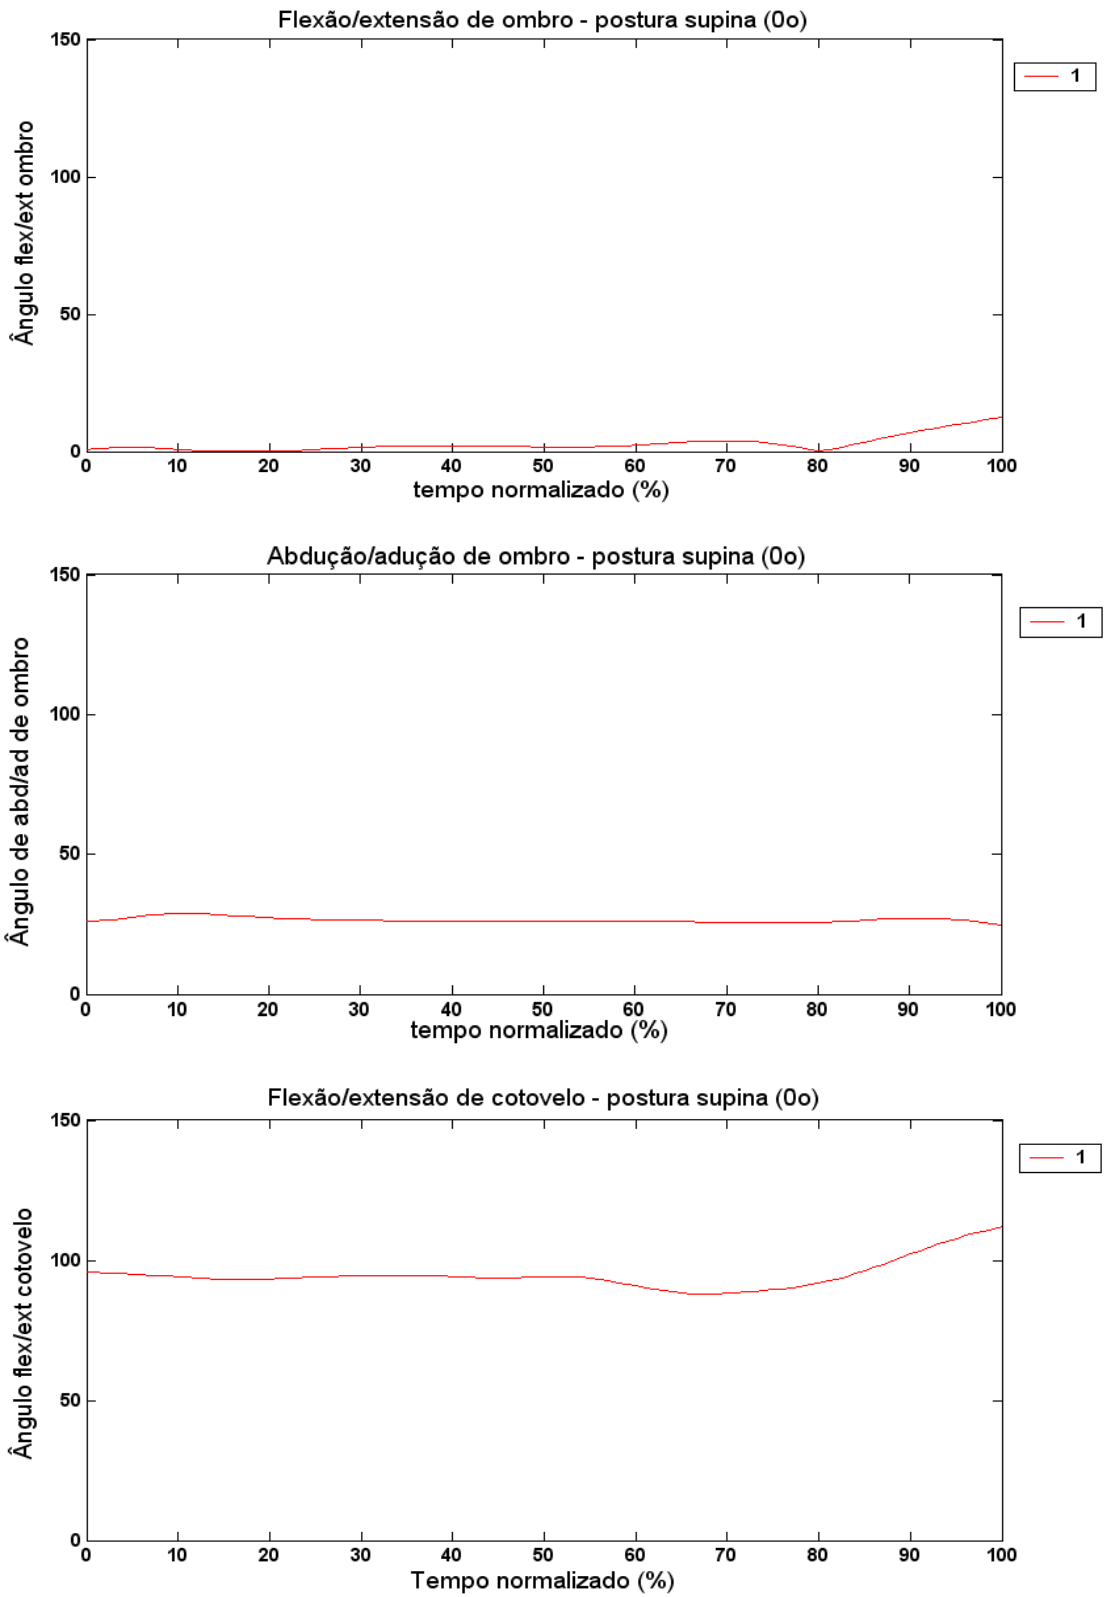 Flexão/extensão de ombro - postura supina (0o)
150
100
50
0
Ângulo flex/ext ombro
0 10 20 30 40 50 60 70 80 90 100
tempo normalizado (%)
1
Abdução/adução de ombro - postura supina (0o)
150
100
50
0
Ângulo de abd/ad de ombro
0 10 20 30 40 50 60 70 80 90 100
tempo normalizado (%)
1
Flexão/extensão de cotovelo - postura supina (0o)
150
100
50
0
Ângulo flex/ext cotovelo
0 10 20 30 40 50 60 70 80 90 100
Tempo normalizado (%)
1